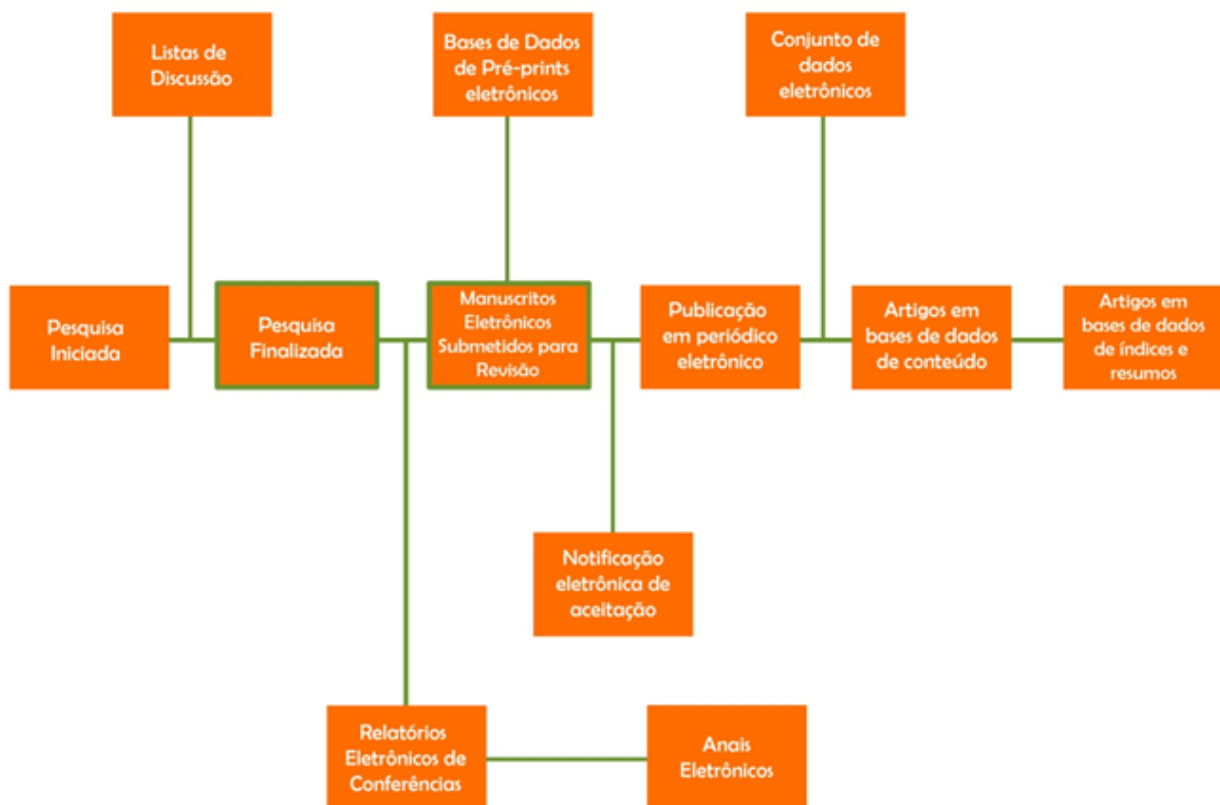 Listas de
Discussão
Bases de Dados
de Pré-prints
eletrônicos
Conjunto de
dados
eletrônicos
Pesquisa
Iniciada
Pesquisa
Finalizada
Manuscritos
Eletrônicos
Submetidos para
Revisão
Publicação
em periódico
eletrônico
Artigos em
bases de dados
de conteúdo
Artigos em
bases de dados
de índices e
resumos
Notificação
eletrônica de
aceitação
Relatórios
Eletrônicos de
Conferências
Anais
Eletrônicos